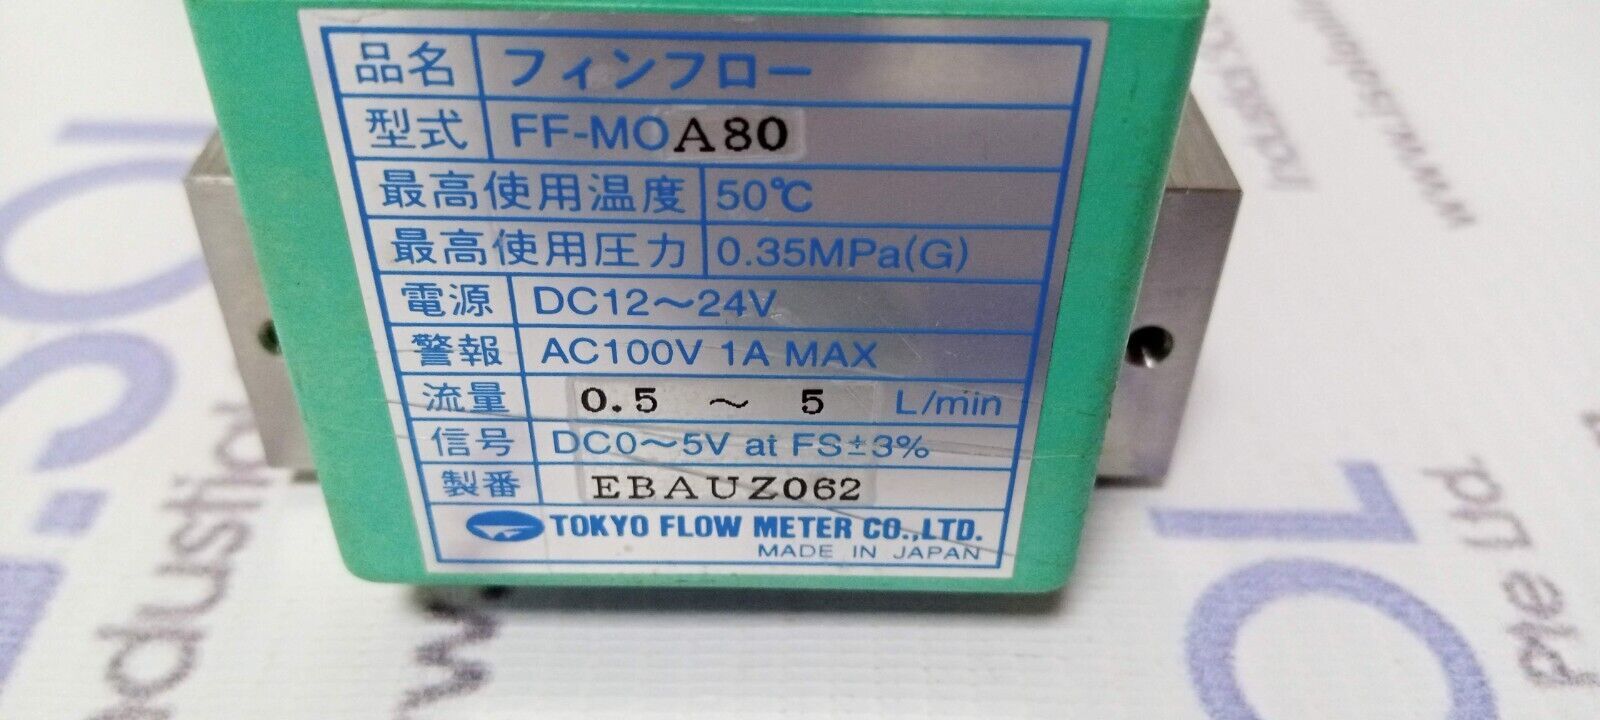 品名 フィンフロー
型式 FF-MOA80
最高使用温度 50℃
最高使用圧力 0.35MPa(G)
電源 DC12～24V
警報 AC100V 1A MAX
流量 0.5 ～ 5 L/min
信号 DC0～5V at FS±3%
製番 EBAUZ062
TOKYO FLOW METER CO.,LTD.
MADE IN JAPAN
Pte Ltd.